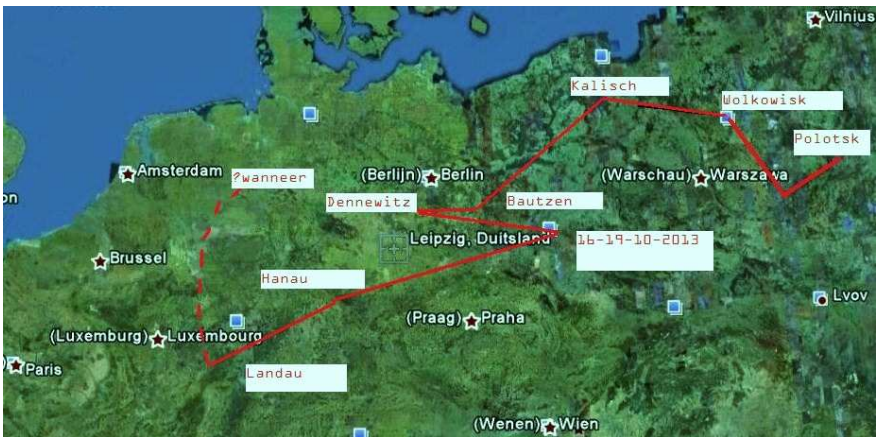 Vilnius
Kalisch
Wolkowisk
Polotsk
Amsterdam
?wanneer
(Berlijn) Berlin
(Warschau) Warszawa
on
Dennewitz
Bautzen
Leipzig, Duitsland
16-19-10-2013
Brussel
Hanau
Lvov
(Praag) Praha
(Luxemburg) Luxembourg
) Paris
Landau
(Wenen) Wien